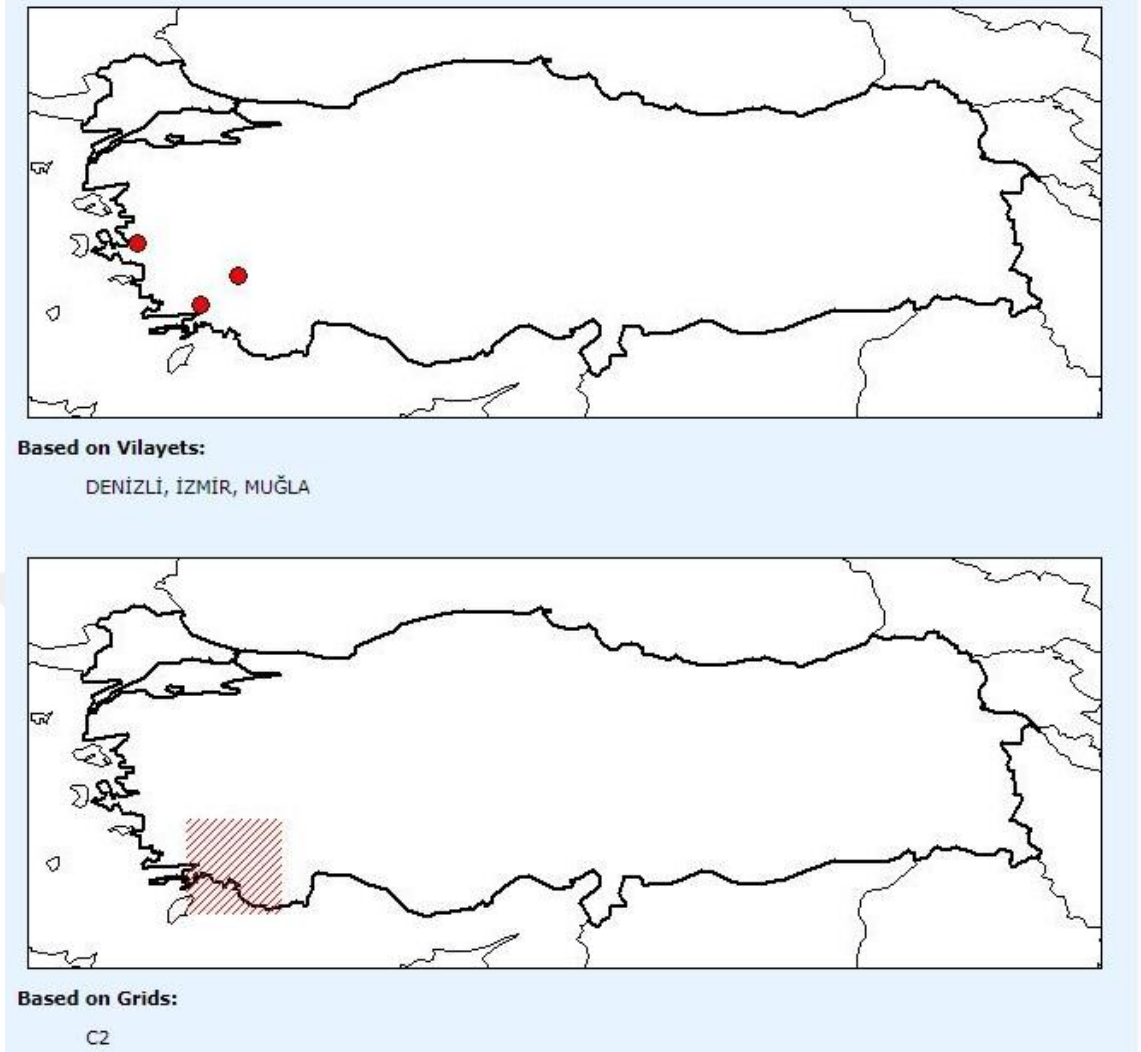 Based on Vilayets:
DENİZLİ, İZMİR, MUĞLA
Based on Grids:
C2